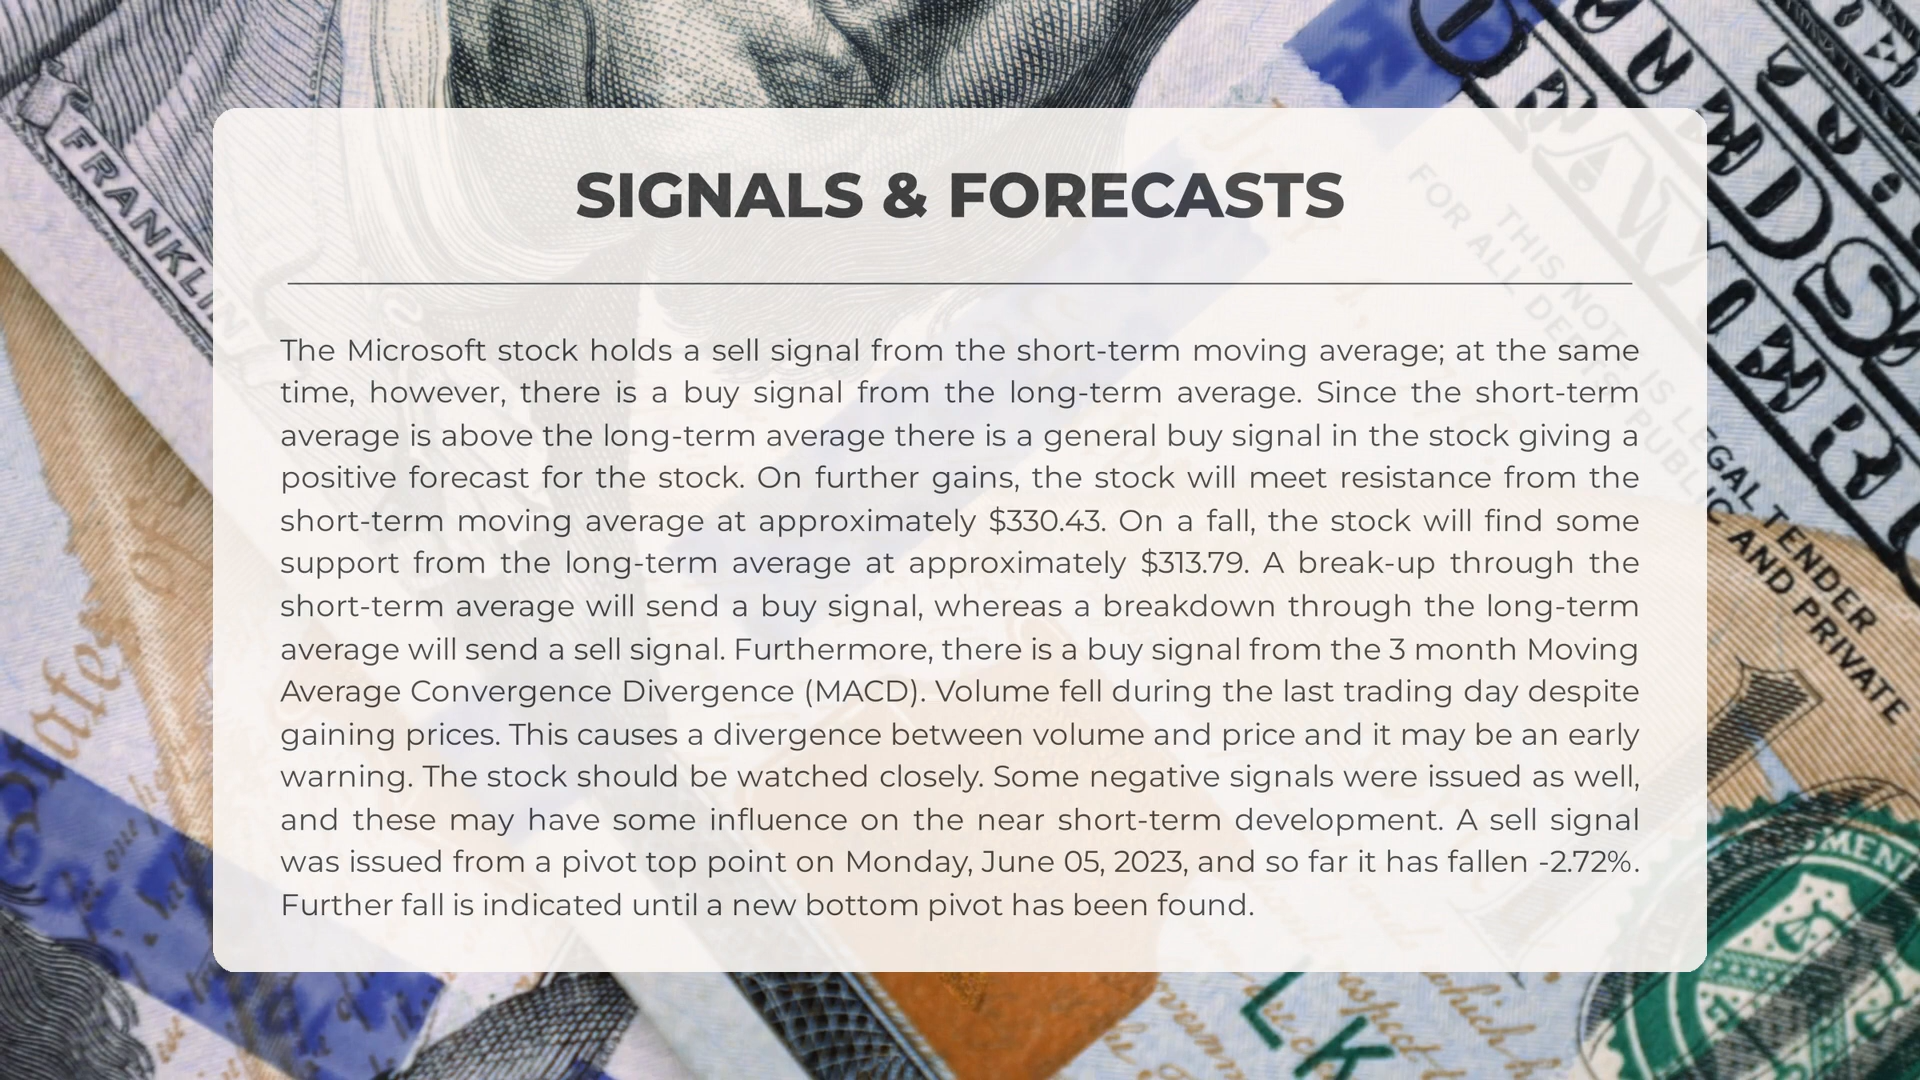 FRANKLIN
SIGNALS & FORECASTS
The Microsoft stock holds a sell signal from the short-term moving average; at the same
time, however, there is a buy signal from the long-term average. Since the short-term
average is above the long-term average there is a general buy signal in the stock giving a
positive forecast for the stock. On further gains, the stock will meet resistance from the
short-term moving average at approximately $330.43. On a fall, the stock will find some
support from the long-term average at approximately $313.79. A break-up through the
short-term average will send a buy signal, whereas a breakdown through the long-term
average will send a sell signal. Furthermore, there is a buy signal from the 3 month Moving
Average Convergence Divergence (MACD). Volume fell during the last trading day despite
gaining prices. This causes a divergence between volume and price and it may be an early
warning. The stock should be watched closely. Some negative signals were issued as well,
and these may have some influence on the near short-term development. A sell signal
was issued from a pivot top point on Monday, June 05, 2023, and so far it has fallen -2.72%.
Further fall is indicated until a new bottom pivot has been found.
THIS NOTE IS LEGAL TENDER
FOR ALL DEBTS, PUBLIC AND PRIVATE